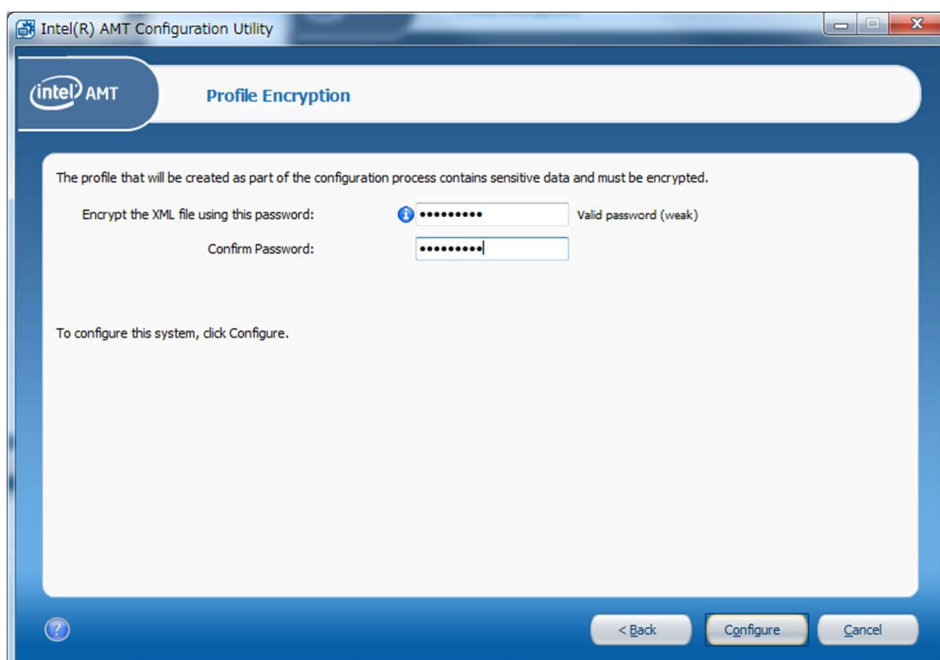 Intel(R) AMT Configuration Utility
intel AMT
Profile Encryption
The profile that will be created as part of the configuration process contains sensitive data and must be encrypted.
Encrypt the XML file using this password: ••••••••• Valid password (weak)
Confirm Password: •••••••••
To configure this system, click Configure.
< Back Configure Cancel